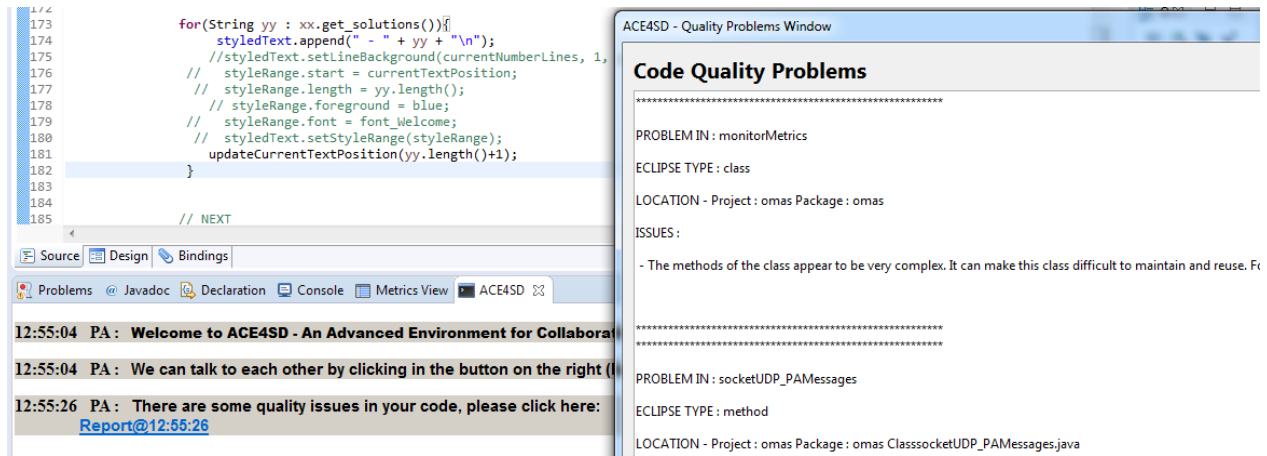 172
173 for(String yy : xx.get_solutions()){
174 styledText.append(" - " + yy + "\n");
175 //styledText.setLineBackground(currentNumberLines, 1,
176 // styleRange.start = currentTextPosition;
177 // styleRange.length = yy.length();
178 // styleRange.foreground = blue;
179 // styleRange.font = font_Welcome;
180 // styledText.setStyleRange(styleRange);
181 updateCurrentTextPosition(yy.length()+1);
182 }
183
184
185 // NEXT
Source Design Bindings
Problems @ Javadoc Declaration Console Metrics View ACE4SD
12:55:04 PA : Welcome to ACE4SD - An Advanced Environment for Collaborat
12:55:04 PA : We can talk to each other by clicking in the button on the right (
12:55:26 PA : There are some quality issues in your code, please click here:
Report@12:55:26
ACE4SD - Quality Problems Window
Code Quality Problems
*********************************************************
PROBLEM IN : monitorMetrics
ECLIPSE TYPE : class
LOCATION - Project : omas Package : omas
ISSUES :
- The methods of the class appear to be very complex. It can make this class difficult to maintain and reuse. Fo
*********************************************************
*********************************************************
PROBLEM IN : socketUDP_PAMessages
ECLIPSE TYPE : method
LOCATION - Project : omas Package : omas ClasssocketUDP_PAMessages.java